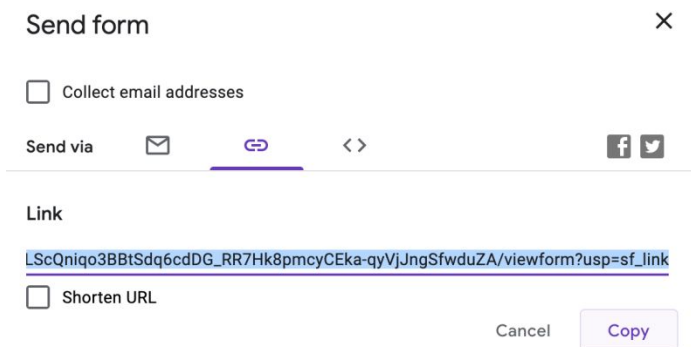 Send form
Collect email addresses
Send via
Link
LScQniqo3BBtSdq6cdDG_RR7Hk8pmcyCEka-qyVjJngSfwduZA/viewform?usp=sf_link
Shorten URL
Cancel Copy